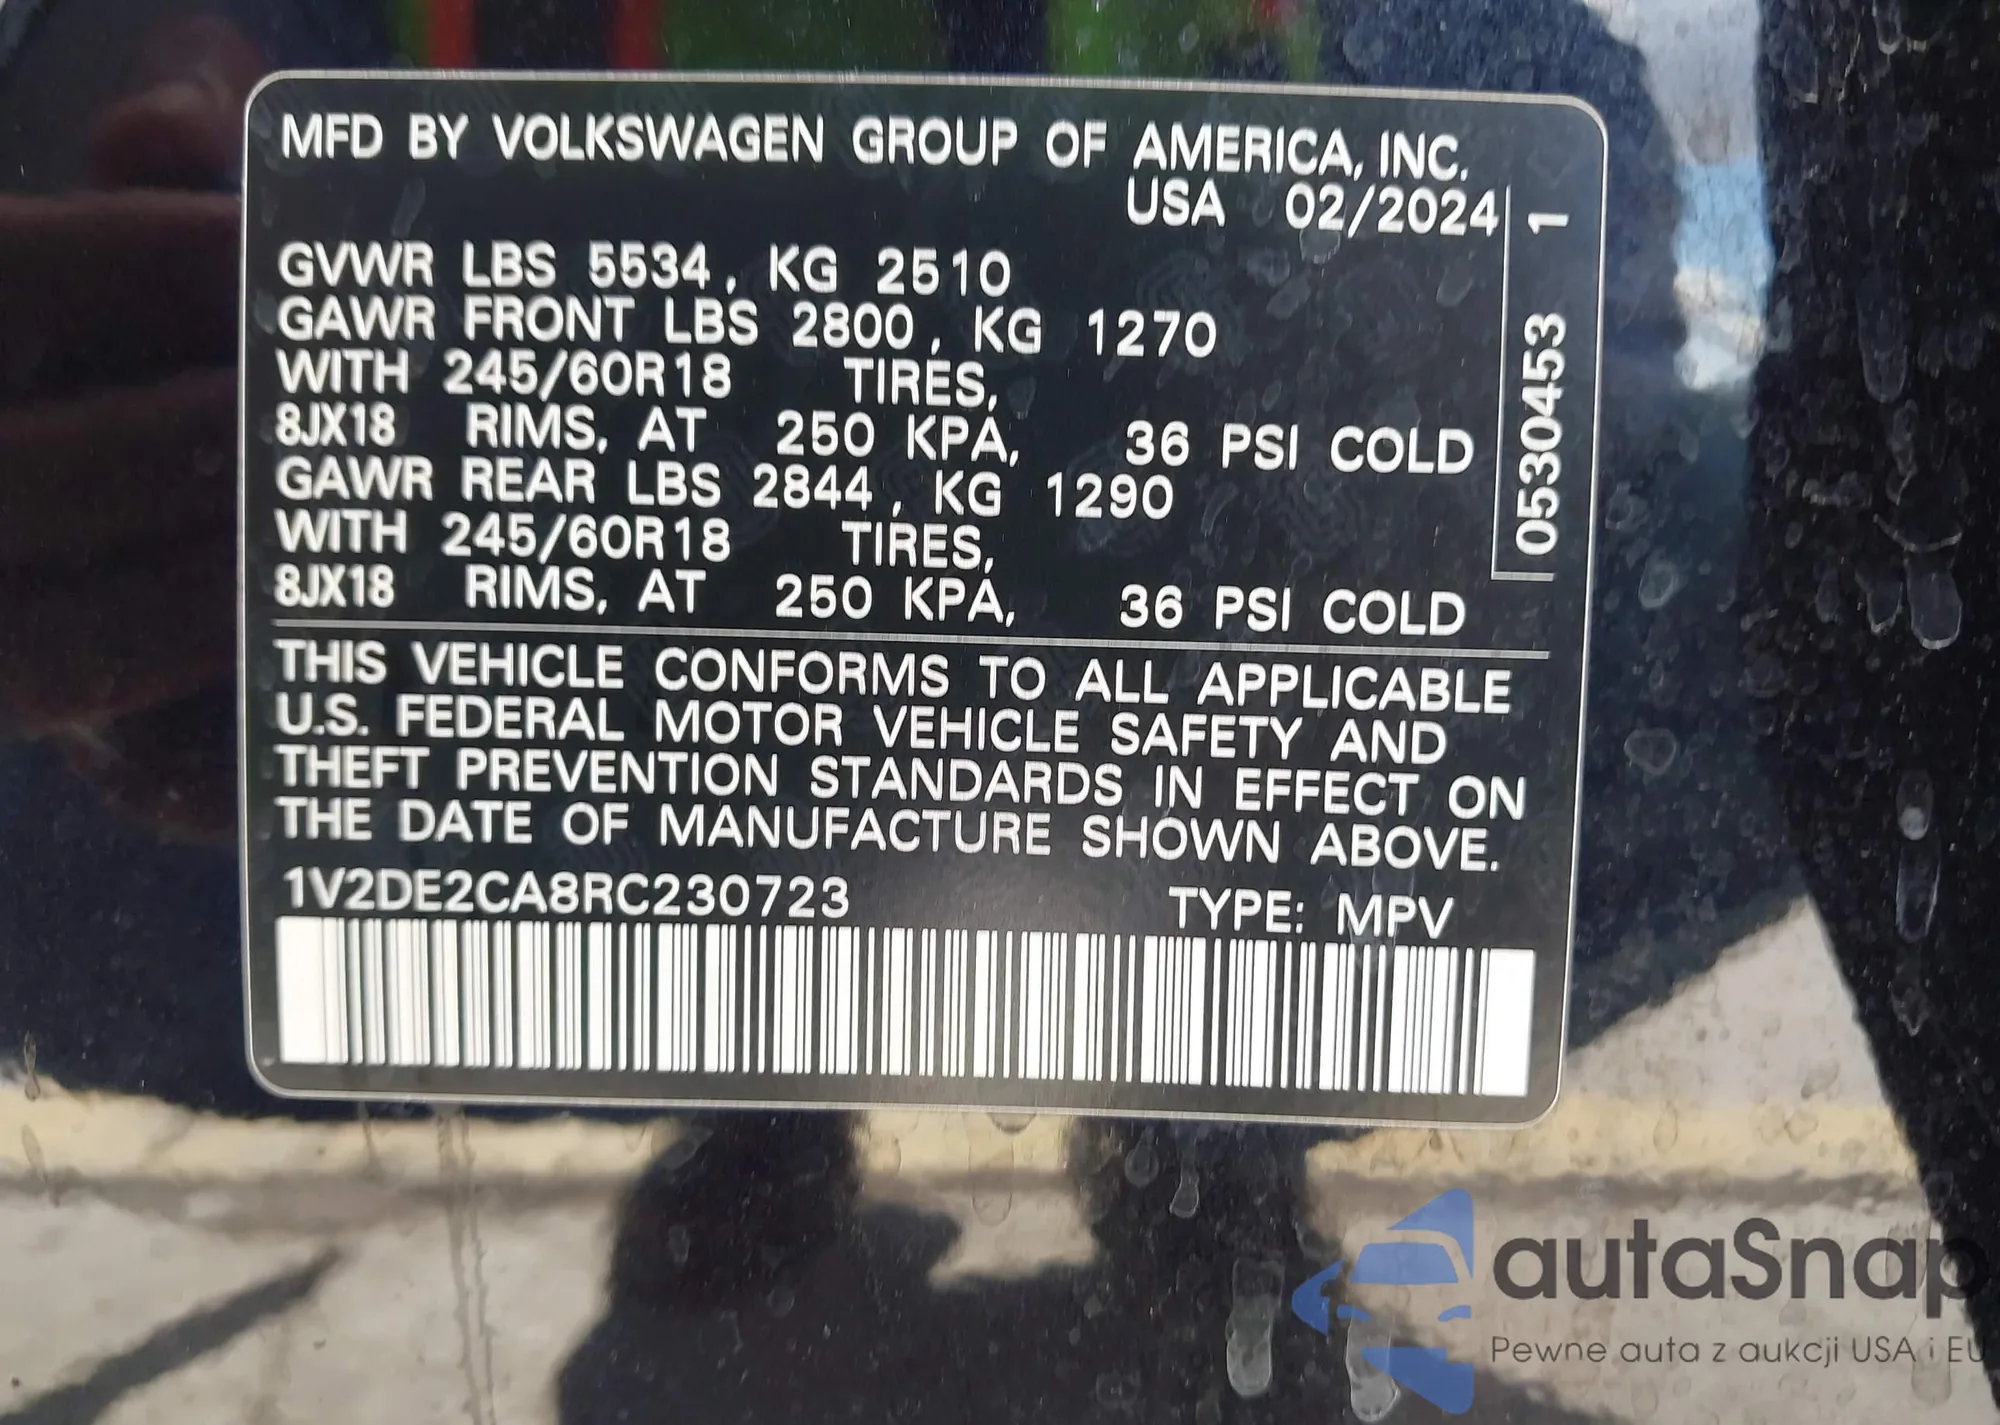 MFD BY VOLKSWAGEN GROUP OF AMERICA, INC.
USA 02/2024
GVWR LBS 5534, KG 2510
GAWR FRONT LBS 2800, KG 1270
WITH 245/60R18 TIRES,
8JX18 RIMS, AT 250 KPA, 36 PSI COLD
GAWR REAR LBS 2844, KG 1290
WITH 245/60R18 TIRES,
8JX18 RIMS, AT 250 KPA, 36 PSI COLD
0530453 1
THIS VEHICLE CONFORMS TO ALL APPLICABLE
U.S. FEDERAL MOTOR VEHICLE SAFETY AND
THEFT PREVENTION STANDARDS IN EFFECT ON
THE DATE OF MANUFACTURE SHOWN ABOVE.
1V2DE2CA8RC230723 TYPE: MPV
autaSnap
Pewne auta z aukcji USA i EU